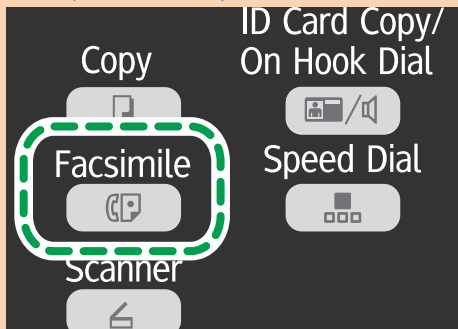 Copy
ID Card Copy/
On Hook Dial
Facsimile
Speed Dial
Scanner